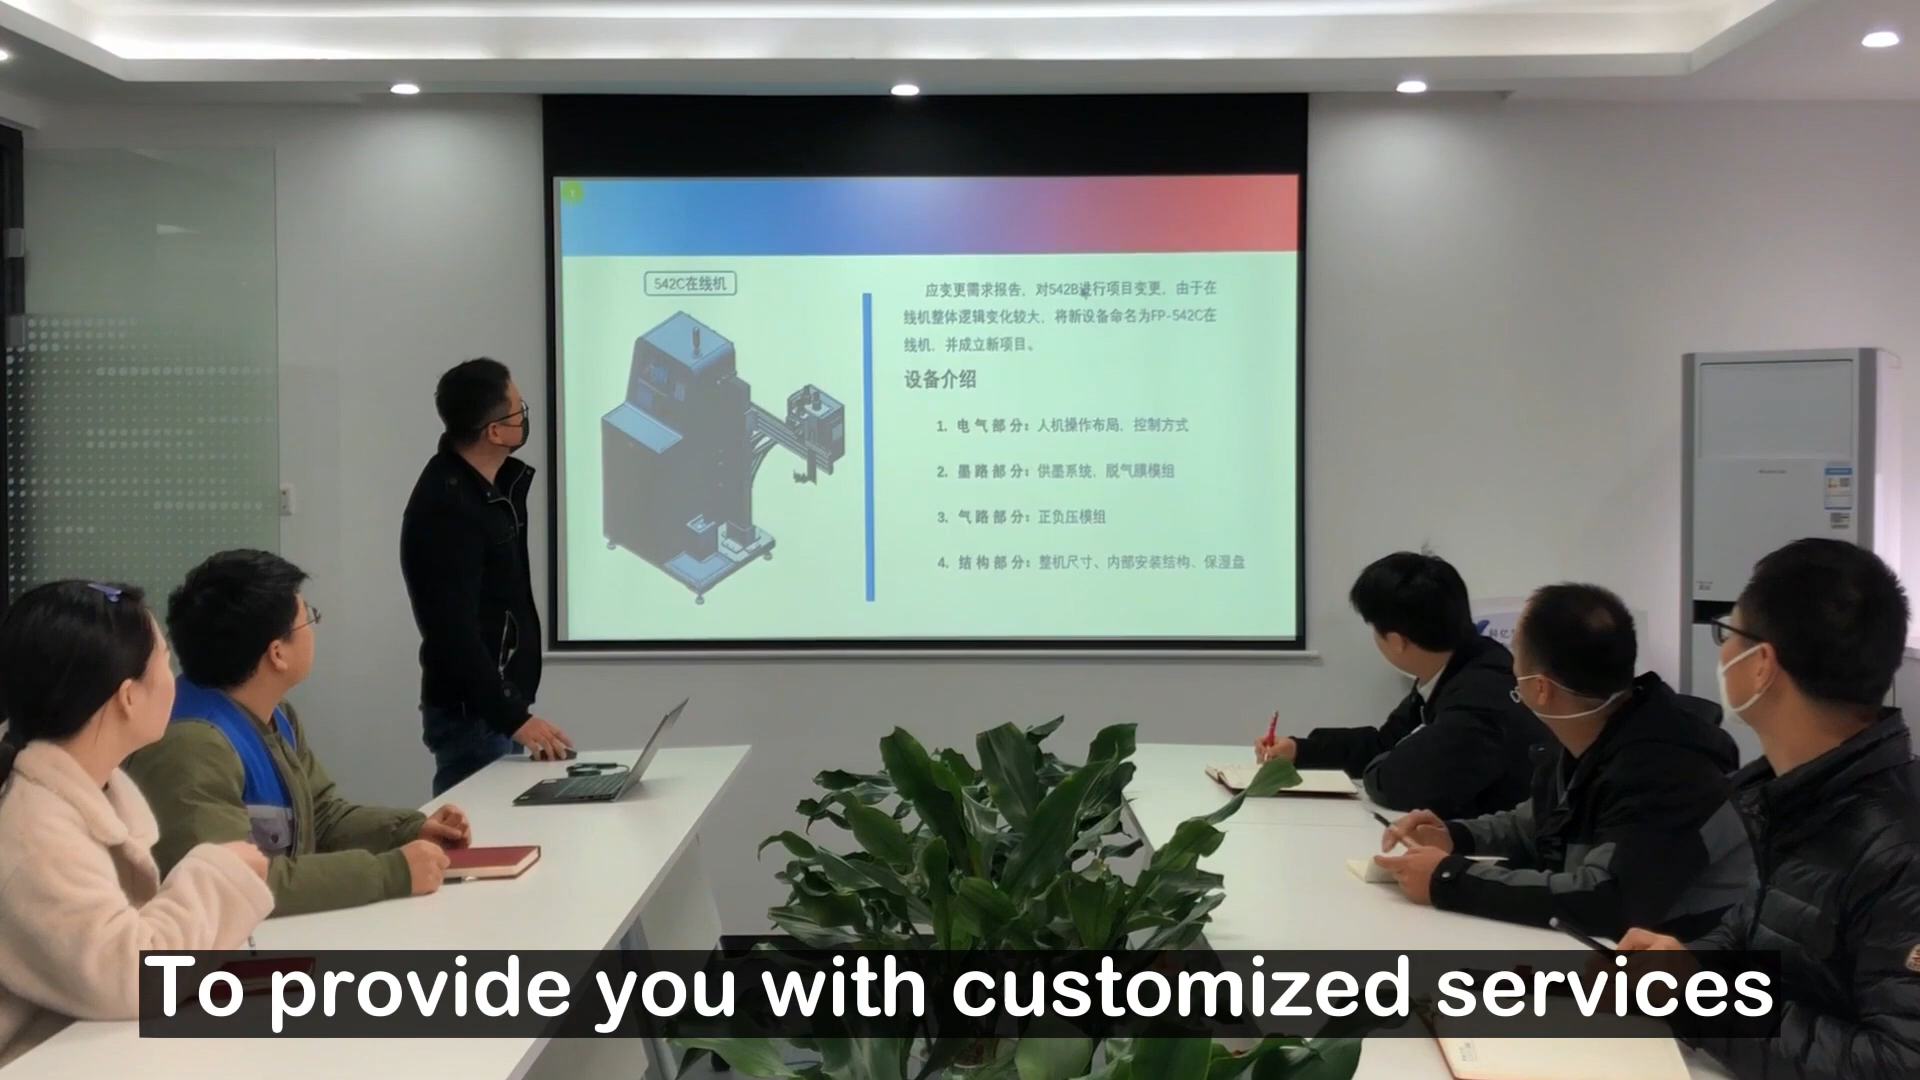 542C在线机
应变更需求报告，对542B进行项目变更，由于在
线机整体逻辑变化较大，将新设备命名为FP-542C在
线机，并成立新项目。
设备介绍
1. 电气部分：人机操作布局、控制方式
2. 墨路部分：供墨系统、脱气膜模组
3. 气路部分：正负压模组
4. 结构部分：整机尺寸、内部安装结构、保湿盘
科亿
To provide you with customized services